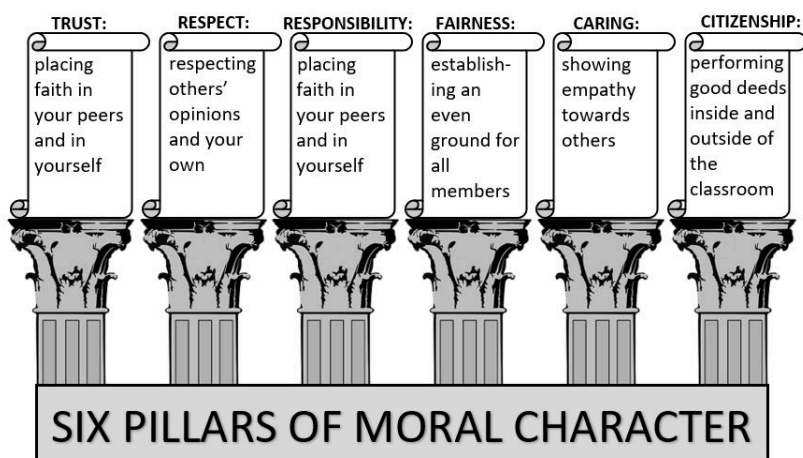 TRUST:
placing
faith in
your peers
and in
yourself
RESPECT:
respecting
others'
opinions
and your
own
RESPONSIBILITY:
placing
faith in
your peers
and in
yourself
FAIRNESS:
establish-
ing an
even
ground for
all
members
CARING:
showing
empathy
towards
others
CITIZENSHIP:
performing
good deeds
inside and
outside of
the
classroom
SIX PILLARS OF MORAL CHARACTER